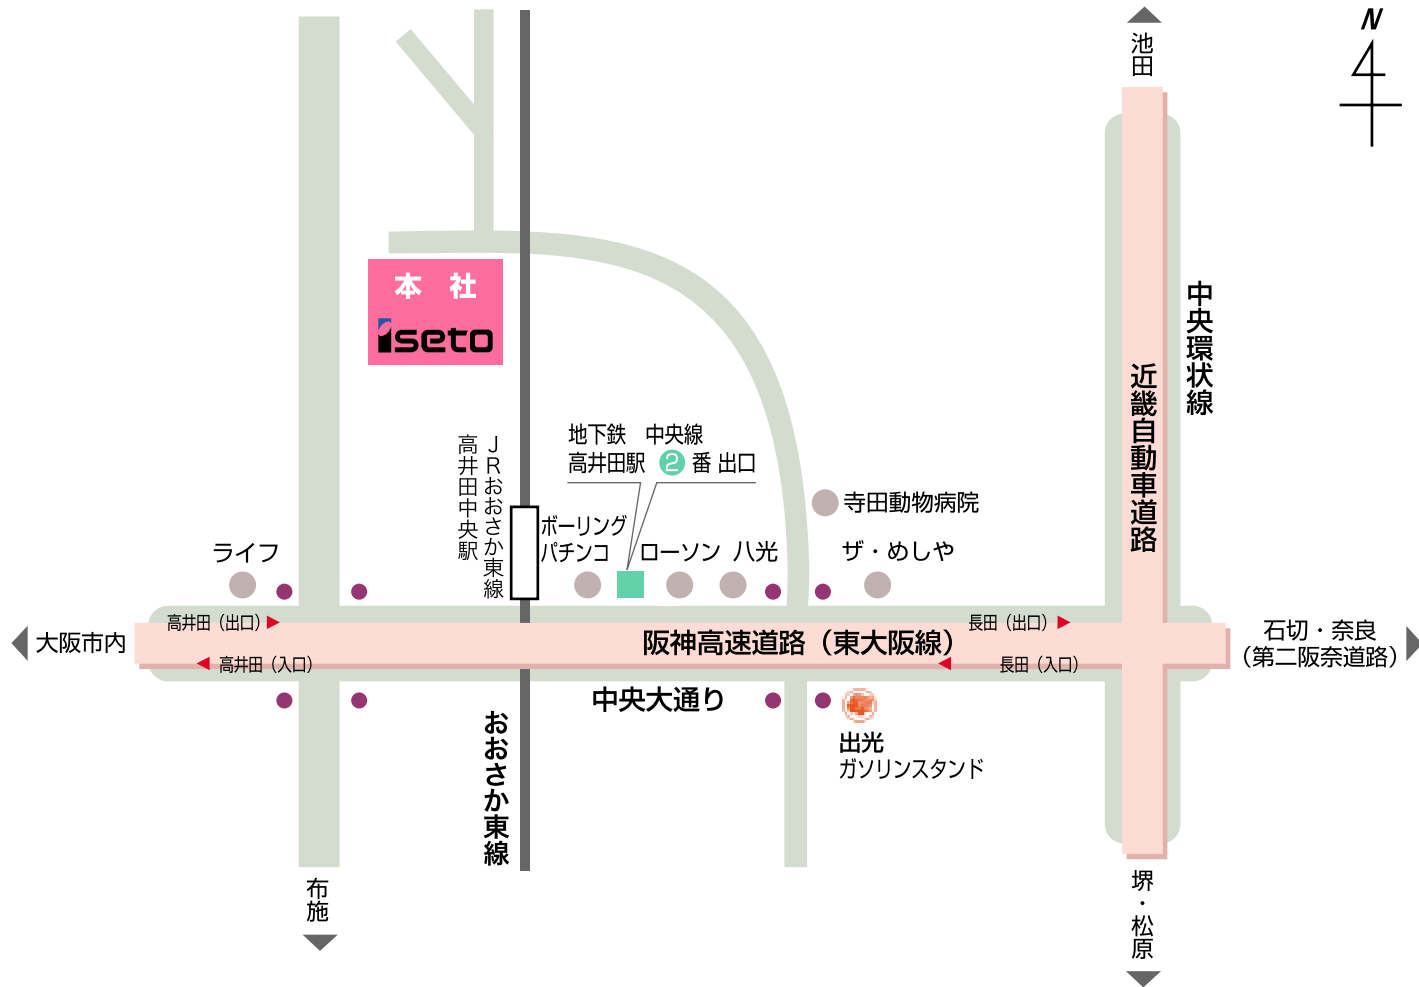 N
池田
本社
iseto
中央環状線
近畿自動車道路
地下鉄 中央線
高井田駅 2 番出口
JRおおさか東線
高井田中央駅
寺田動物病院
ボーリング
パチンコ
ローソン
八光
ザ・めしや
ライフ
高井田（出口）
長田（出口）
大阪市内
阪神高速道路（東大阪線）
石切・奈良
（第二阪奈道路）
高井田（入口）
長田（入口）
中央大通り
おおさか東線
出光
ガソリンスタンド
布施
堺・松原